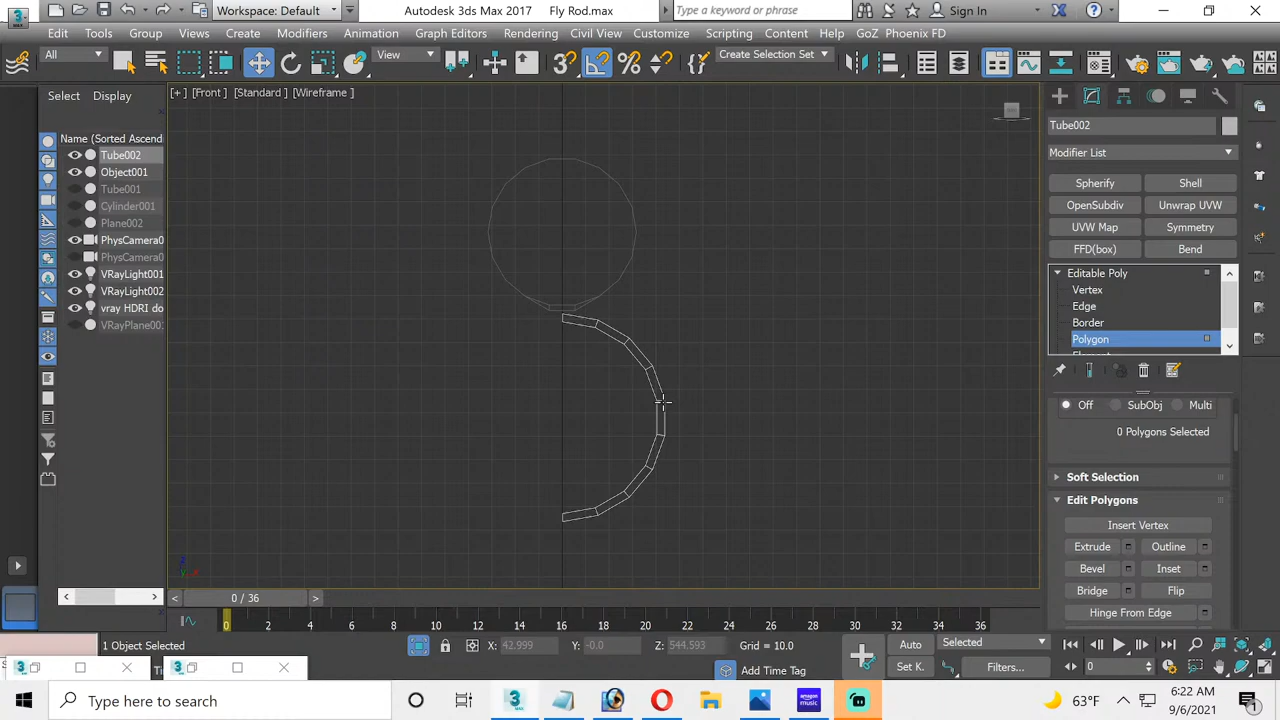 Workspace: Default
Autodesk 3ds Max 2017 Fly Rod.max
Type a keyword or phrase
Sign In
Edit Tools Group Views Create Modifiers Animation Graph Editors Rendering Civil View Customize Scripting Content Help GoZ Phoenix FD
All
View
Create Selection Set
Select Display
[+] [Front] [Standard] [Wireframe]
Name (Sorted Ascend
Tube002
Object001
Tube001
Cylinder001
Plane002
PhysCamera0
PhysCamera0
VRayLight001
VRayLight002
vray HDRI do
VRayPlane00
Tube002
Modifier List
Spherify Shell
OpenSubdiv Unwrap UVW
UVW Map Symmetry
FFD(box) Bend
Editable Poly
Vertex
Edge
Border
Polygon
Off SubObj Multi
0 Polygons Selected
Soft Selection
Edit Polygons
Insert Vertex
Extrude Outline
Bevel Inset
Bridge Flip
Hinge From Edge
0 / 36
0 2 4 6 8 10 12 14 16 18 20 22 24 26 28 30 32 34 36
1 Object Selected
X: 42.999 Y: -0.0 Z: 544.593 Grid = 10.0
Add Time Tag
Auto Selected
Set K. Filters...
0
Type here to search
63°F
6:22 AM
9/6/2021